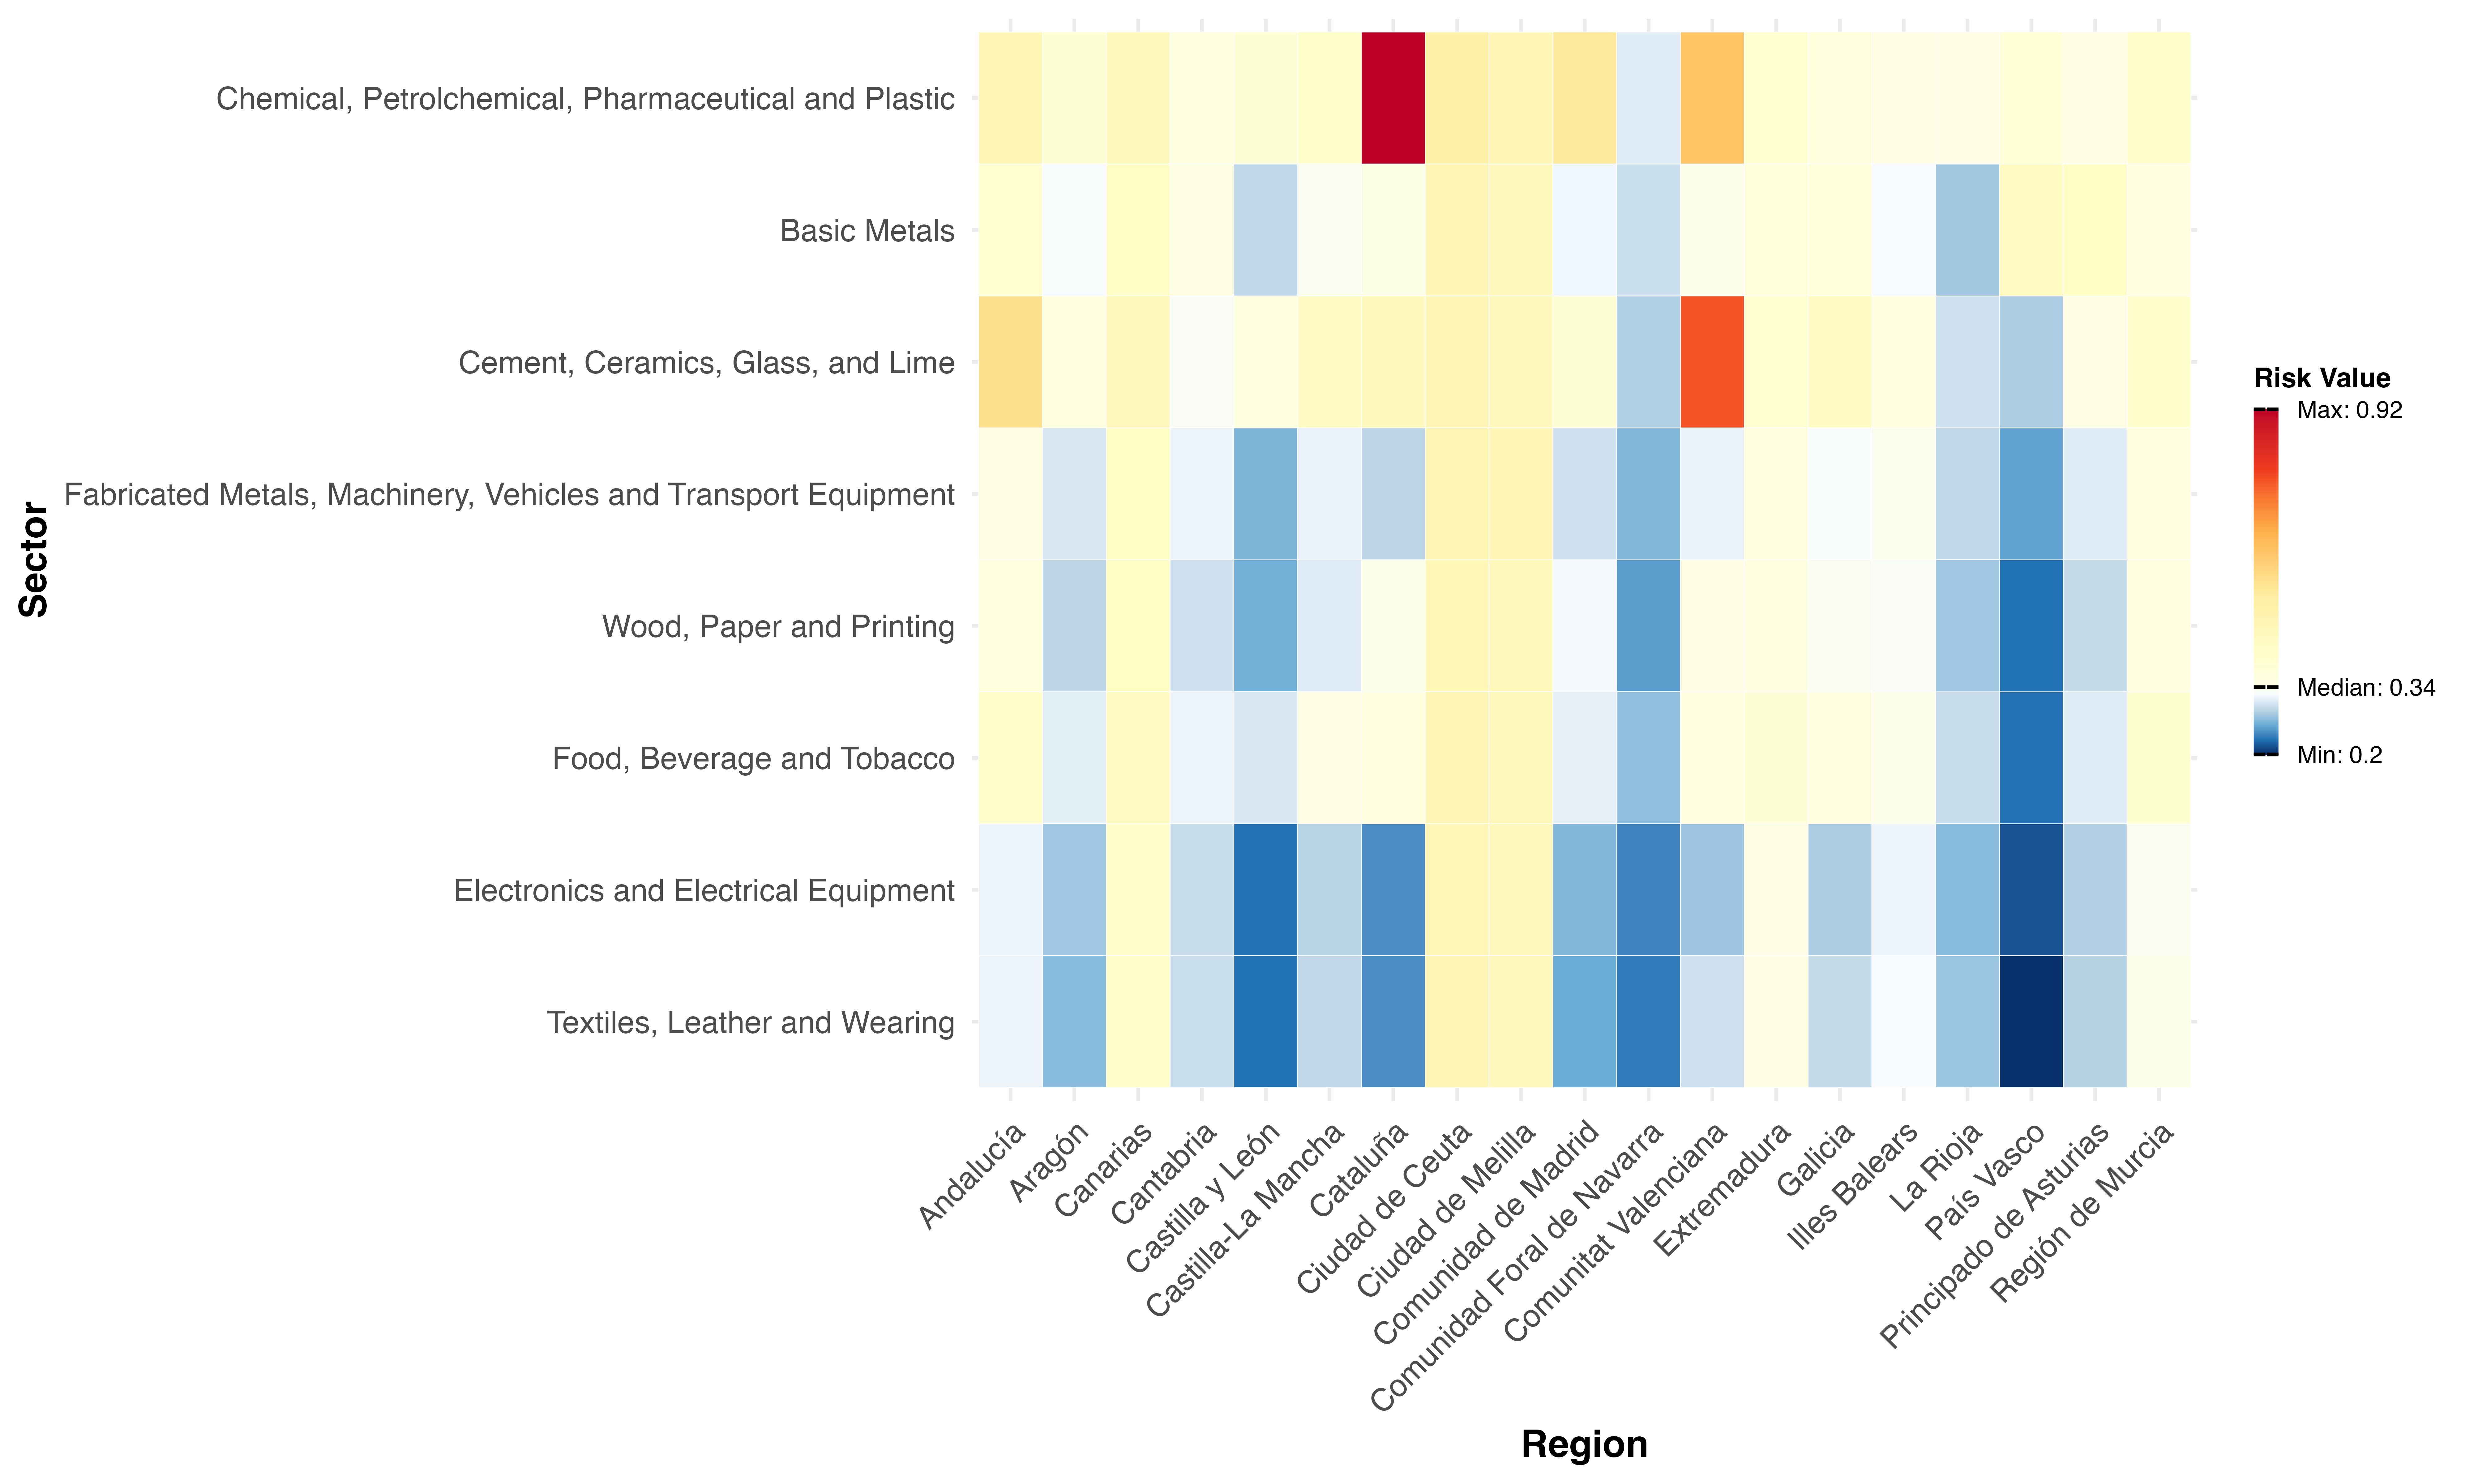 Chemical, Petrolchemical, Pharmaceutical and Plastic
Basic Metals
Cement, Ceramics, Glass, and Lime
Fabricated Metals, Machinery, Vehicles and Transport Equipment
Wood, Paper and Printing
Food, Beverage and Tobacco
Electronics and Electrical Equipment
Textiles, Leather and Wearing
Sector
Andalucía
Aragón
Canarias
Cantabria
Castilla y León
Castilla-La Mancha
Cataluña
Ciudad de Ceuta
Ciudad de Melilla
Comunidad de Madrid
Comunidad Foral de Navarra
Comunitat Valenciana
Extremadura
Galicia
Illes Balears
La Rioja
País Vasco
Principado de Asturias
Región de Murcia
Region
Risk Value
Max: 0.92
Median: 0.34
Min: 0.2